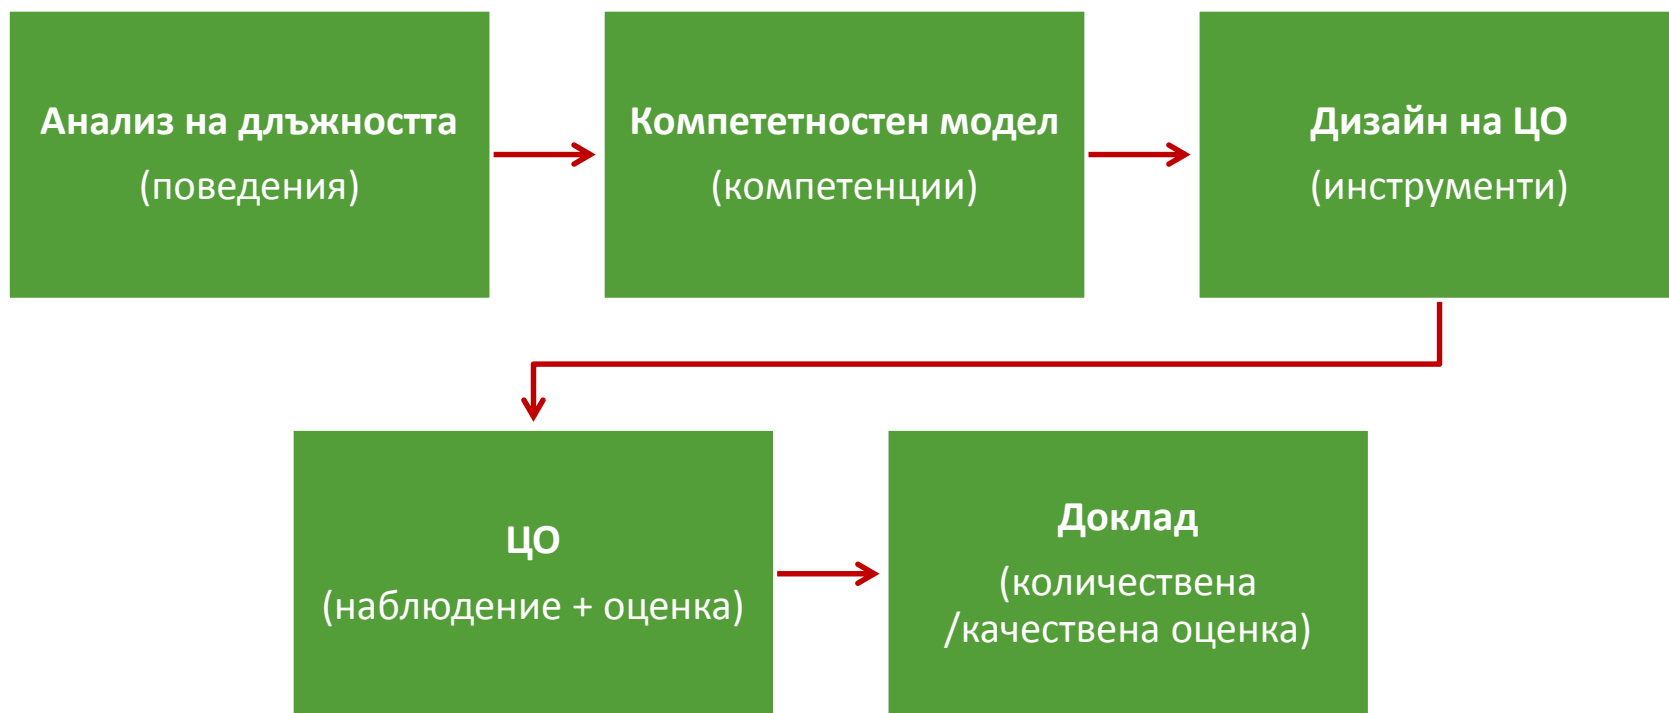 Анализ на длъжността
(поведения)
Компететностен модел
(компетенции)
Дизайн на ЦО
(инструменти)
ЦО
(наблюдение + оценка)
Доклад
(количествена
/качествена оценка)